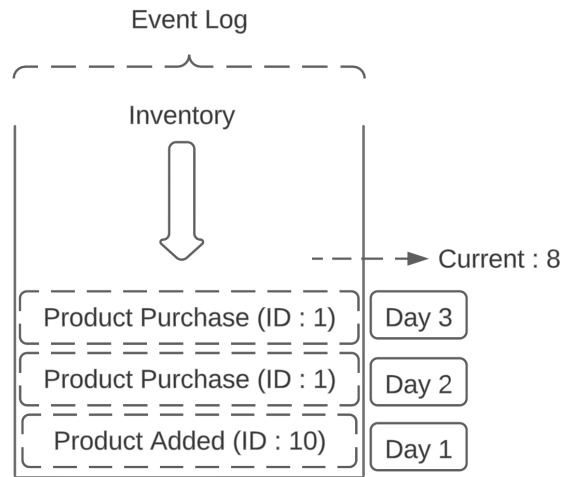 Event Log
Inventory
Current : 8
Product Purchase (ID : 1) Day 3
Product Purchase (ID : 1) Day 2
Product Added (ID : 10) Day 1